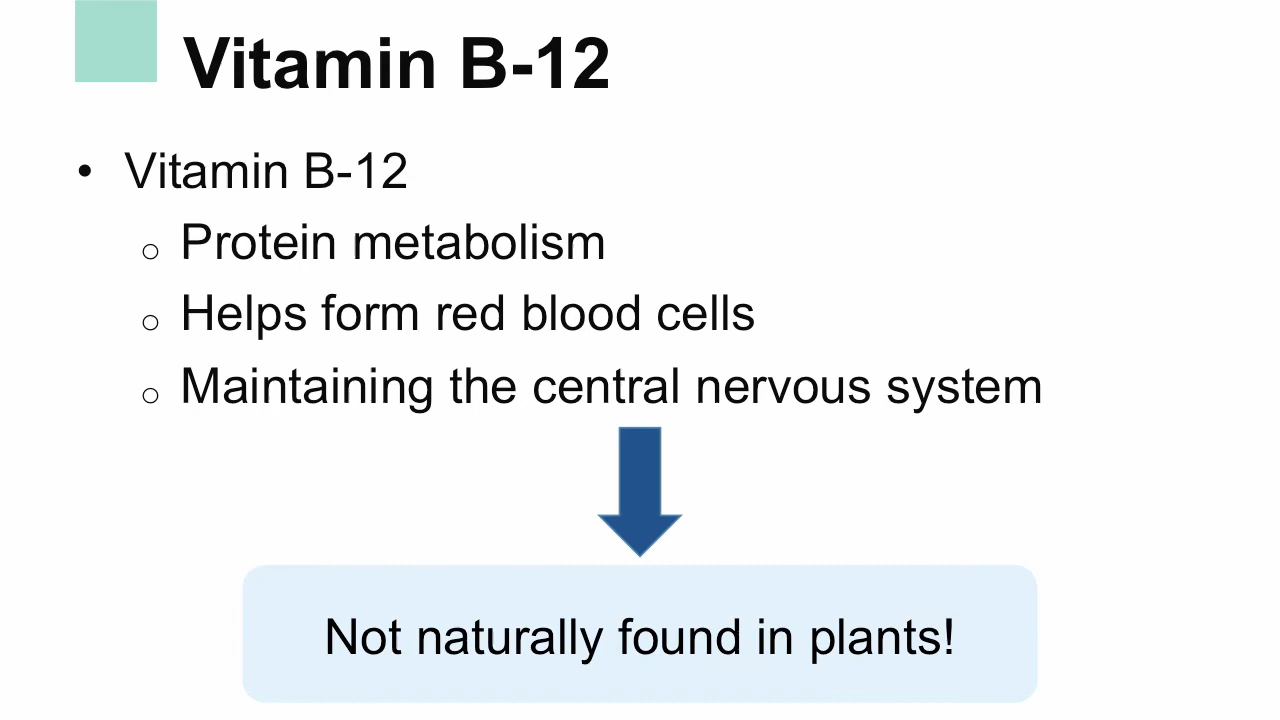 Vitamin B-12
• Vitamin B-12
o Protein metabolism
o Helps form red blood cells
o Maintaining the central nervous system
Not naturally found in plants!